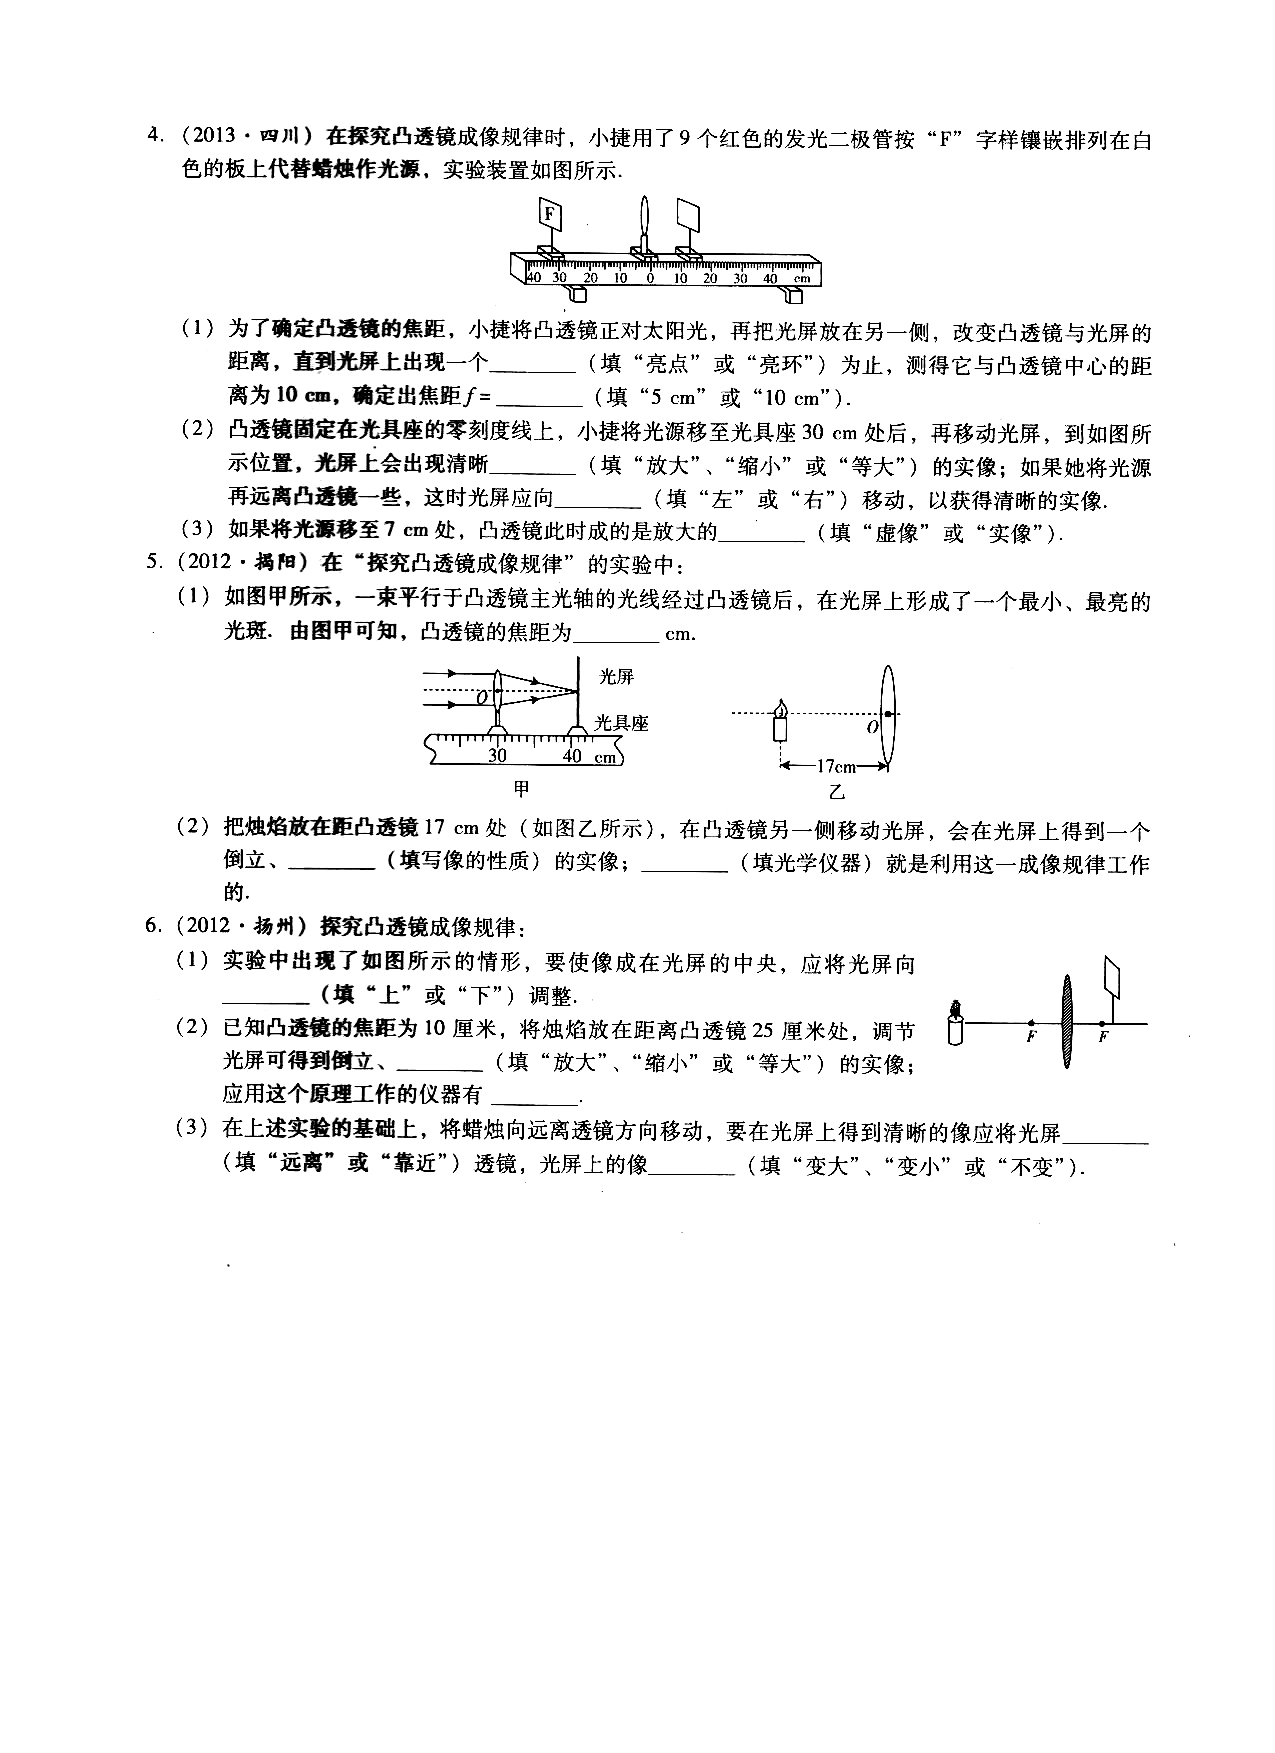 4. (2013·四川) 在探究凸透镜成像规律时，小捷用了 9 个红色的发光二极管按“F”字样镶嵌排列在白
色的板上代替蜡烛作光源，实验装置如图所示.
F
40 30 20 10 0 10 20 30 40 cm
(1) 为了确定凸透镜的焦距，小捷将凸透镜正对太阳光，再把光屏放在另一侧，改变凸透镜与光屏的
距离，直到光屏上出现一个________（填“亮点”或“亮环”）为止，测得它与凸透镜中心的距
离为 10 cm，确定出焦距 f=________（填“5 cm”或“10 cm”）.
(2) 凸透镜固定在光具座的零刻度线上，小捷将光源移至光具座 30 cm 处后，再移动光屏，到如图所
示位置，光屏上会出现清晰________（填“放大”、“缩小”或“等大”）的实像；如果她将光源
再远离凸透镜一些，这时光屏应向________（填“左”或“右”）移动，以获得清晰的实像.
(3) 如果将光源移至 7 cm 处，凸透镜此时成的是放大的________（填“虚像”或“实像”）.
5. (2012·揭阳) 在“探究凸透镜成像规律”的实验中：
(1) 如图甲所示，一束平行于凸透镜主光轴的光线经过凸透镜后，在光屏上形成了一个最小、最亮的
光斑. 由图甲可知，凸透镜的焦距为________ cm.
光屏
O
光具座
30 40 cm
甲
O
17cm
乙
(2) 把烛焰放在距凸透镜 17 cm 处（如图乙所示），在凸透镜另一侧移动光屏，会在光屏上得到一个
倒立、________（填写像的性质）的实像；________（填光学仪器）就是利用这一成像规律工作
的.
6. (2012·扬州) 探究凸透镜成像规律：
(1) 实验中出现了如图所示的情形，要使像成在光屏的中央，应将光屏向
________（填“上”或“下”）调整.
(2) 已知凸透镜的焦距为 10 厘米，将烛焰放在距离凸透镜 25 厘米处，调节
光屏可得到倒立、________（填“放大”、“缩小”或“等大”）的实像；
应用这个原理工作的仪器有 ________.
F F
(3) 在上述实验的基础上，将蜡烛向远离透镜方向移动，要在光屏上得到清晰的像应将光屏________
（填“远离”或“靠近”）透镜，光屏上的像________（填“变大”、“变小”或“不变”）.